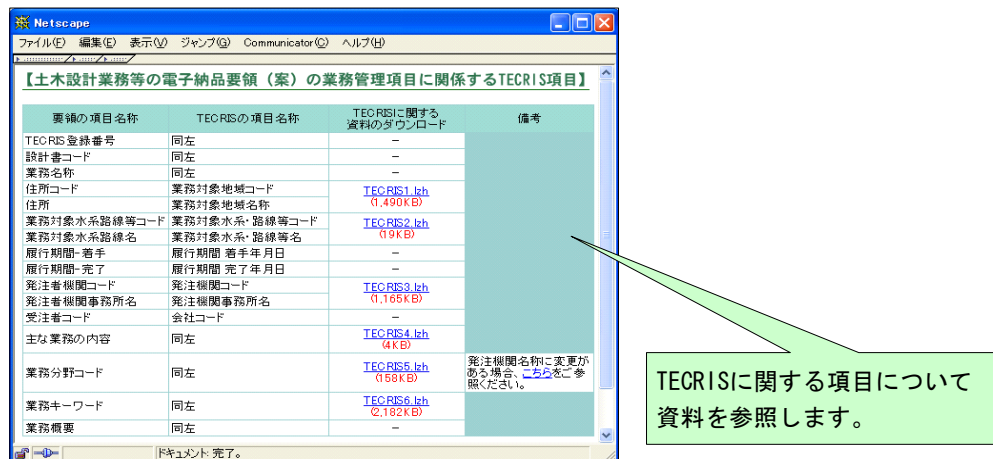 Netscape
ファイル(F) 編集(E) 表示(V) ジャンプ(G) Communicator(C) ヘルプ(H)
【土木設計業務等の電子納品要領（案）の業務管理項目に関係するTECRIS項目】
要領の項目名称 TECRISの項目名称 TECRISに関する 備考
資料のダウンロード
TECRIS登録番号 同左 −
設計書コード 同左 −
業務名称 同左 −
住所コード 業務対象地域コード TECRIS1.lzh
住所 業務対象地域名称 (1,490KB)
業務対象水系路線等コード 業務対象水系・路線等コード TECRIS2.lzh
業務対象水系路線名 業務対象水系・路線等名 (19KB)
履行期間-着手 履行期間 着手年月日 −
履行期間-完了 履行期間 完了年月日 −
発注者機関コード 発注機関コード TECRIS3.lzh
発注者機関事務所名 発注機関事務所名 (1,165KB)
受注者コード 会社コード −
主な業務の内容 同左 TECRIS4.lzh
(4KB)
業務分野コード 同左 TECRIS5.lzh
(158KB)
発注機関名称に変更が
ある場合、こちらをご参
照ください。
業務キーワード 同左 TECRIS6.lzh
(2,182KB)
業務概要 同左 −
ドキュメント: 完了。
TECRISに関する項目について
資料を参照します。